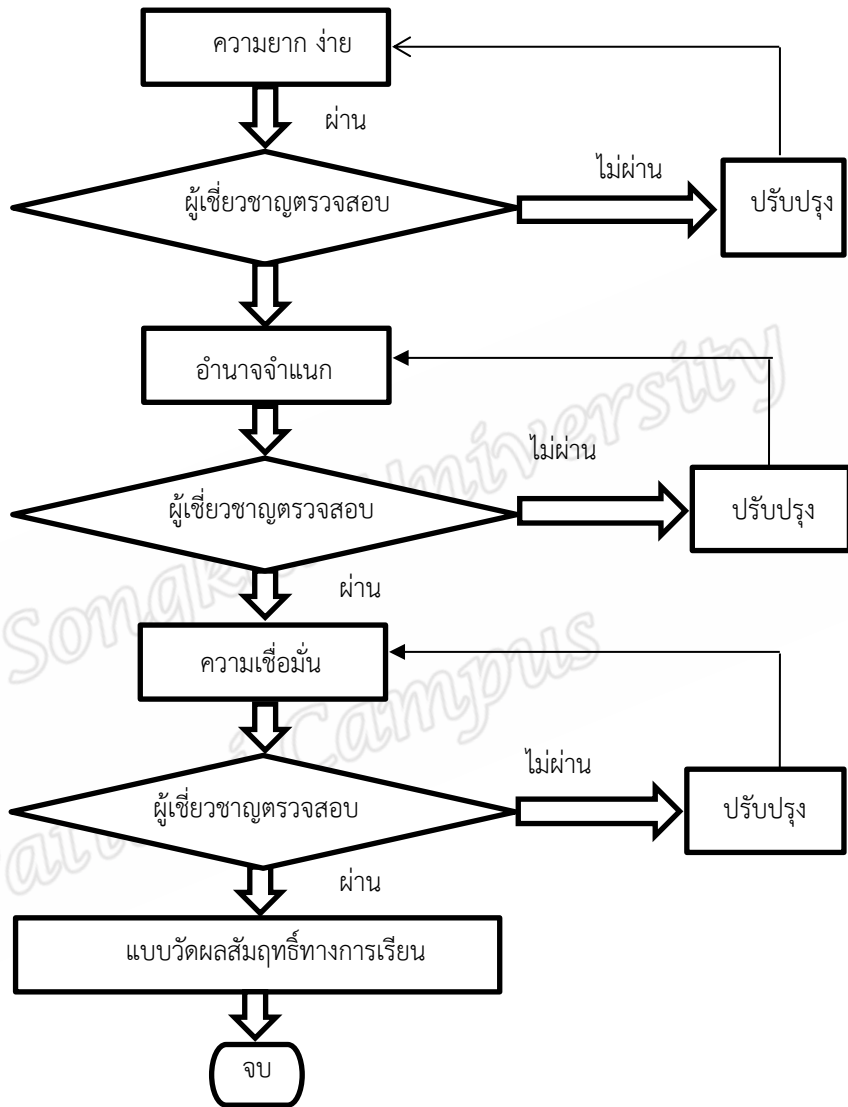 ความยาก ง่าย
ผ่าน
ผู้เชี่ยวชาญตรวจสอบ
ไม่ผ่าน
ปรับปรุง
อำนาจจำแนก
ผู้เชี่ยวชาญตรวจสอบ
ไม่ผ่าน
ปรับปรุง
ผ่าน
ความเชื่อมั่น
ผู้เชี่ยวชาญตรวจสอบ
ไม่ผ่าน
ปรับปรุง
ผ่าน
แบบวัดผลสัมฤทธิ์ทางการเรียน
จบ
Songkla University
Campus